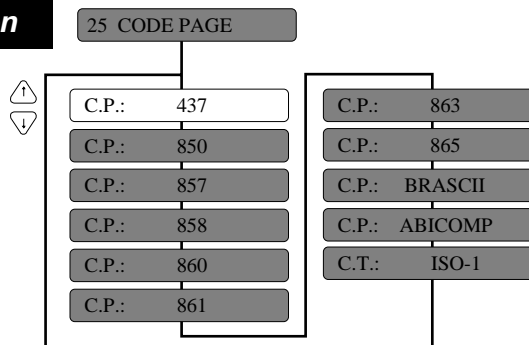 n
25 CODE PAGE
C.P.: 437
C.P.: 850
C.P.: 857
C.P.: 858
C.P.: 860
C.P.: 861
C.P.: 863
C.P.: 865
C.P.: BRASCII
C.P.: ABICOMP
C.T.: ISO-1